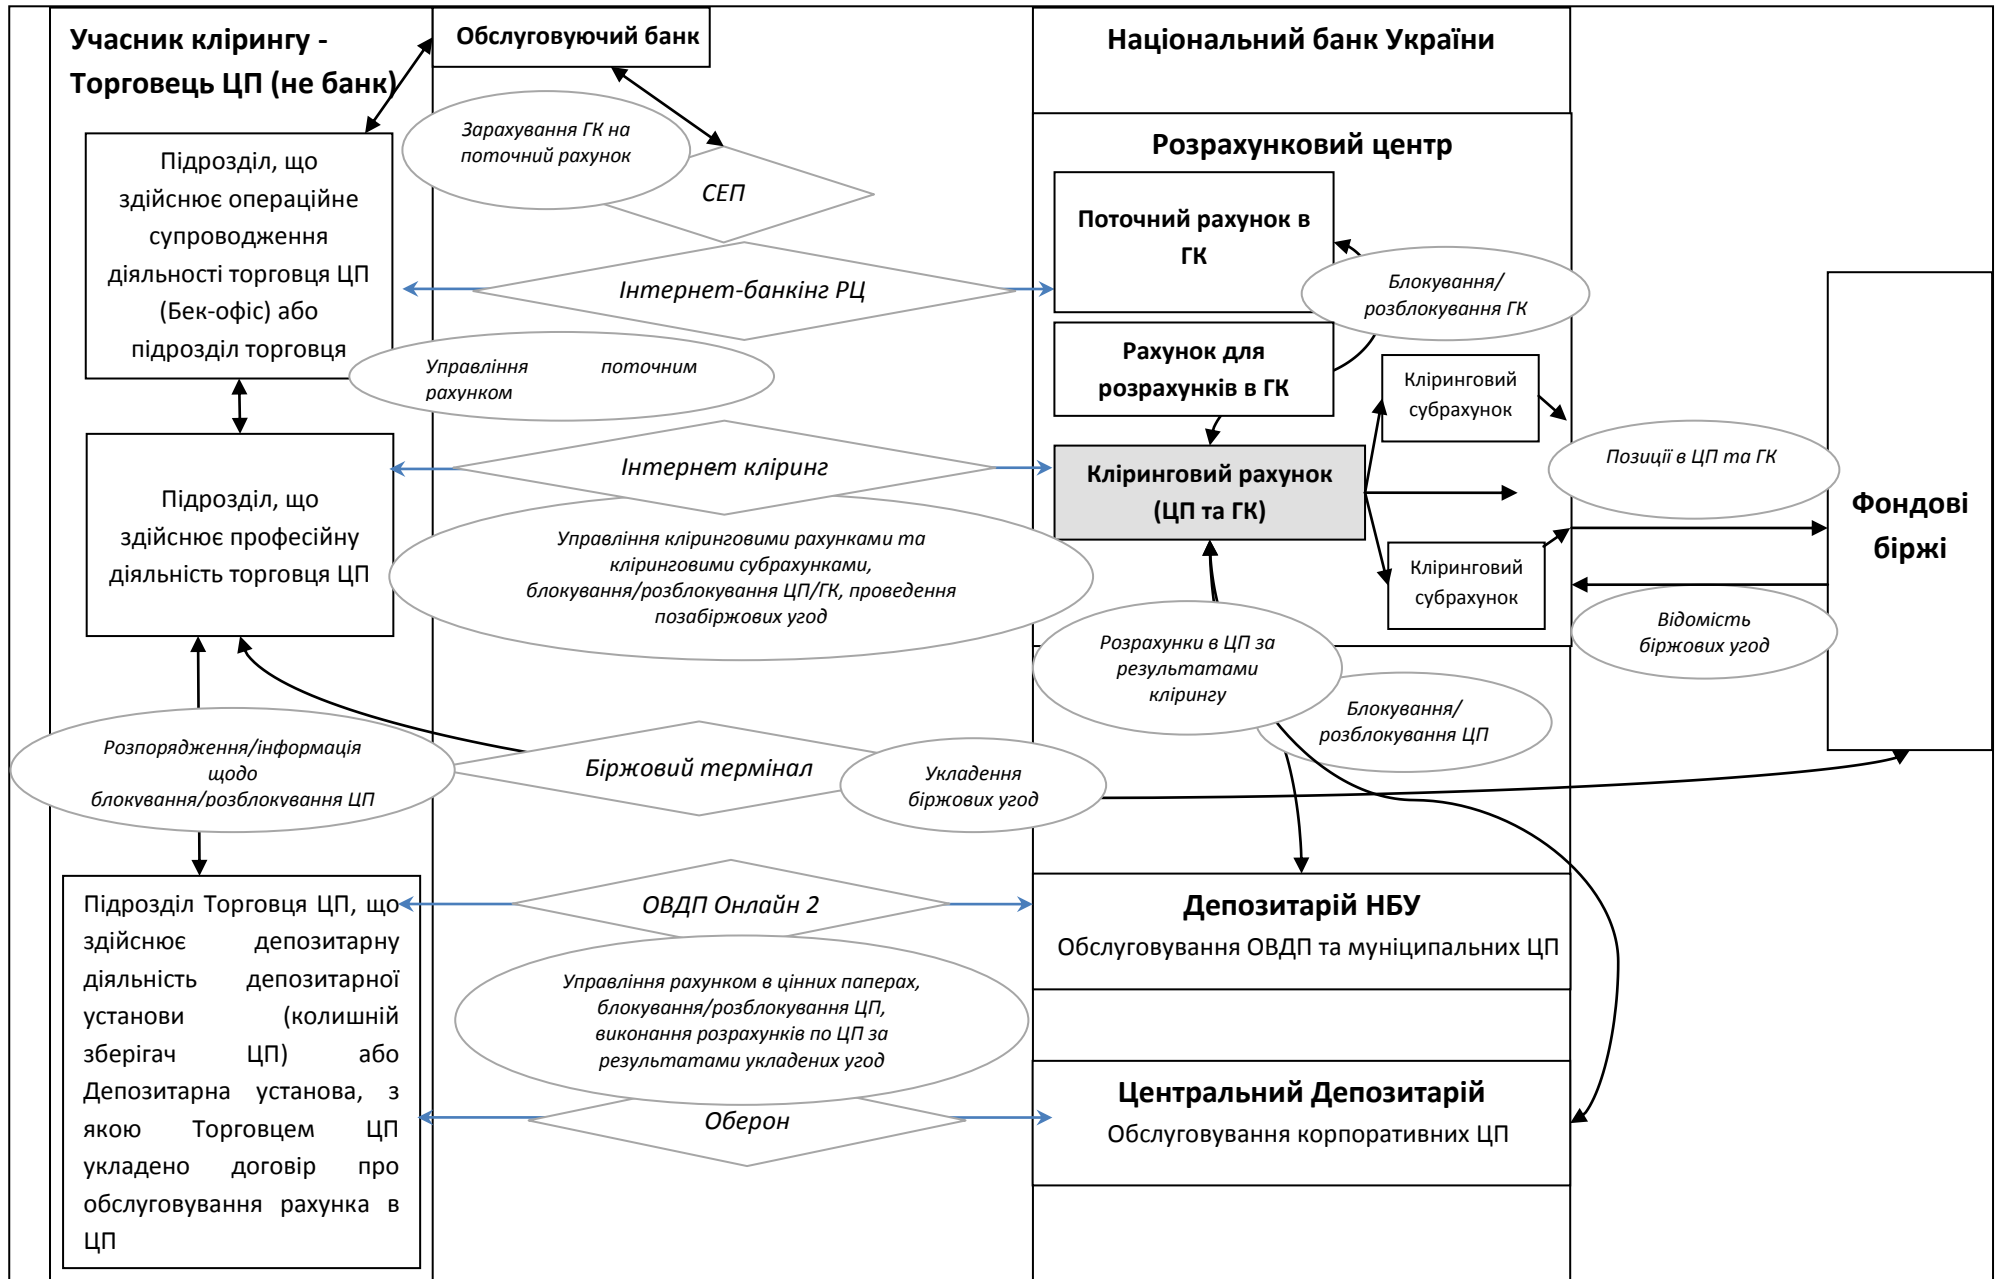 Учасник клірингу -
Торговець ЦП (не банк)
Обслуговуючий банк
Національний банк України
Підрозділ, що
здійснює операційне
супроводження
діяльності торговця ЦП
(Бек-офіс) або
підрозділ торговця
Зарахування ГК на
поточний рахунок
СЕП
Розрахунковий центр
Поточний рахунок в
ГК
Інтернет-банкінг РЦ
Блокування/
розблокування ГК
Управління поточним
рахунком
Рахунок для
розрахунків в ГК
Кліринговий
субрахунок
Підрозділ, що
здійснює професійну
діяльність торговця ЦП
Інтернет кліринг
Кліринговий рахунок
(ЦП та ГК)
Позиції в ЦП та ГК
Фондові
біржі
Управління кліринговими рахунками та
кліринговими субрахунками,
блокування/розблокування ЦП/ГК, проведення
позабіржових угод
Кліринговий
субрахунок
Відомість
біржових угод
Розрахунки в ЦП за
результатами
клірингу
Блокування/
розблокування ЦП
Розпорядження/інформація
щодо
блокування/розблокування ЦП
Біржовий термінал
Укладення
біржових угод
Підрозділ Торговця ЦП, що
здійснює депозитарну
діяльність депозитарної
установи (колишній
зберігач ЦП) або
Депозитарна установа, з
якою Торговцем ЦП
укладено договір про
обслуговування рахунка в
ЦП
ОВДП Онлайн 2
Депозитарій НБУ
Обслуговування ОВДП та муніципальних ЦП
Управління рахунком в цінних паперах,
блокування/розблокування ЦП,
виконання розрахунків по ЦП за
результатами укладених угод
Оберон
Центральний Депозитарій
Обслуговування корпоративних ЦП